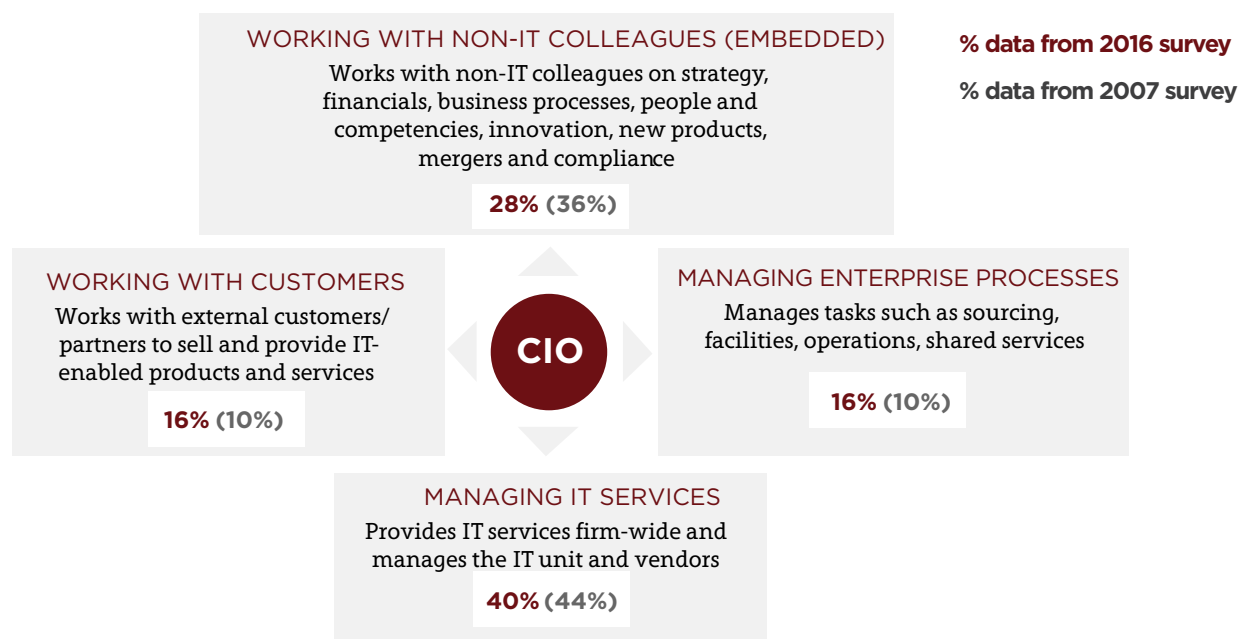 WORKING WITH NON-IT COLLEAGUES (EMBEDDED)
Works with non-IT colleagues on strategy,
financials, business processes, people and
competencies, innovation, new products,
mergers and compliance
28% (36%)
% data from 2016 survey
% data from 2007 survey
WORKING WITH CUSTOMERS
Works with external customers/
partners to sell and provide IT-
enabled products and services
16% (10%)
CIO
MANAGING ENTERPRISE PROCESSES
Manages tasks such as sourcing,
facilities, operations, shared services
16% (10%)
MANAGING IT SERVICES
Provides IT services firm-wide and
manages the IT unit and vendors
40% (44%)